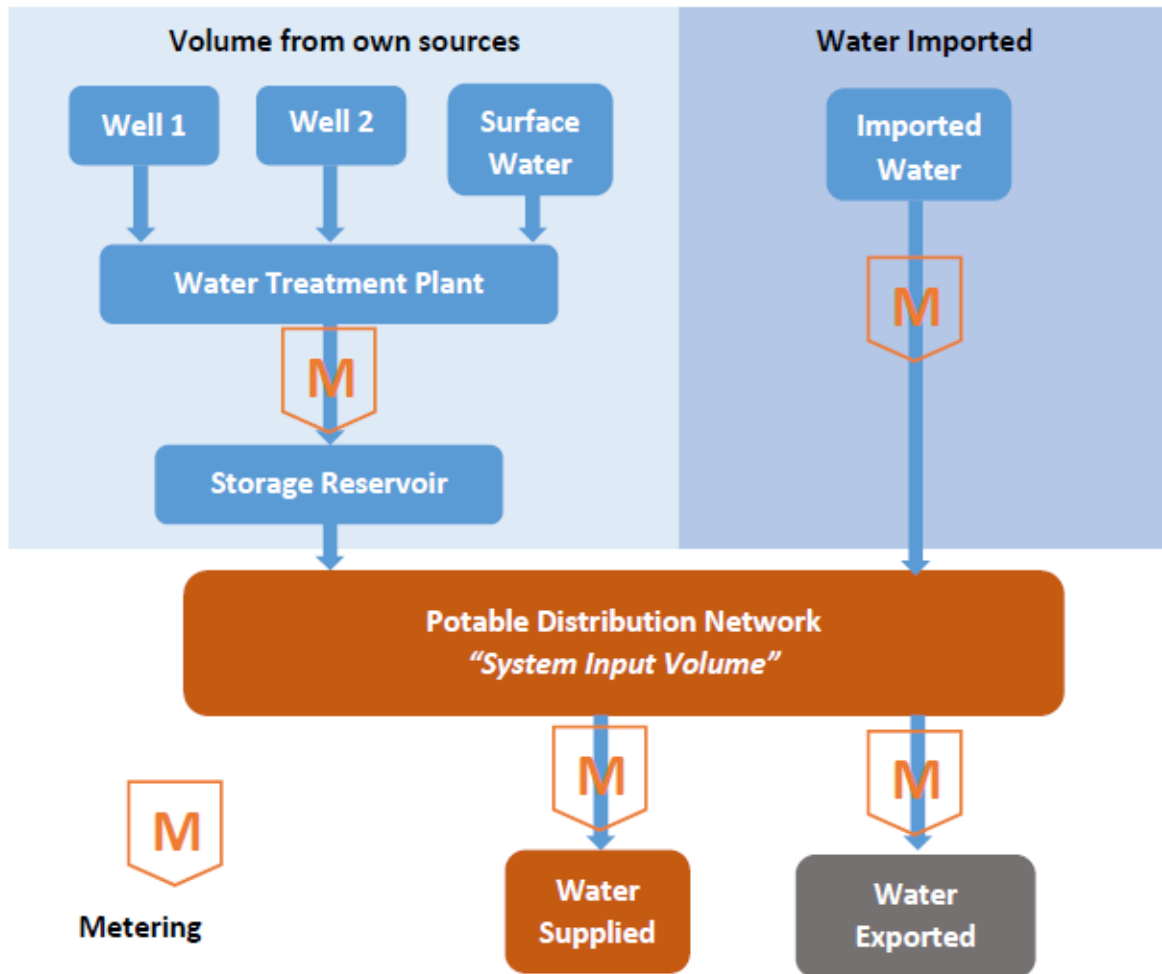 Volume from own sources
Water Imported
Well 1
Well 2
Surface
Water
Imported
Water
Water Treatment Plant
M
M
Storage Reservoir
Potable Distribution Network
“System Input Volume”
M
M
M
Metering
Water
Supplied
Water
Exported